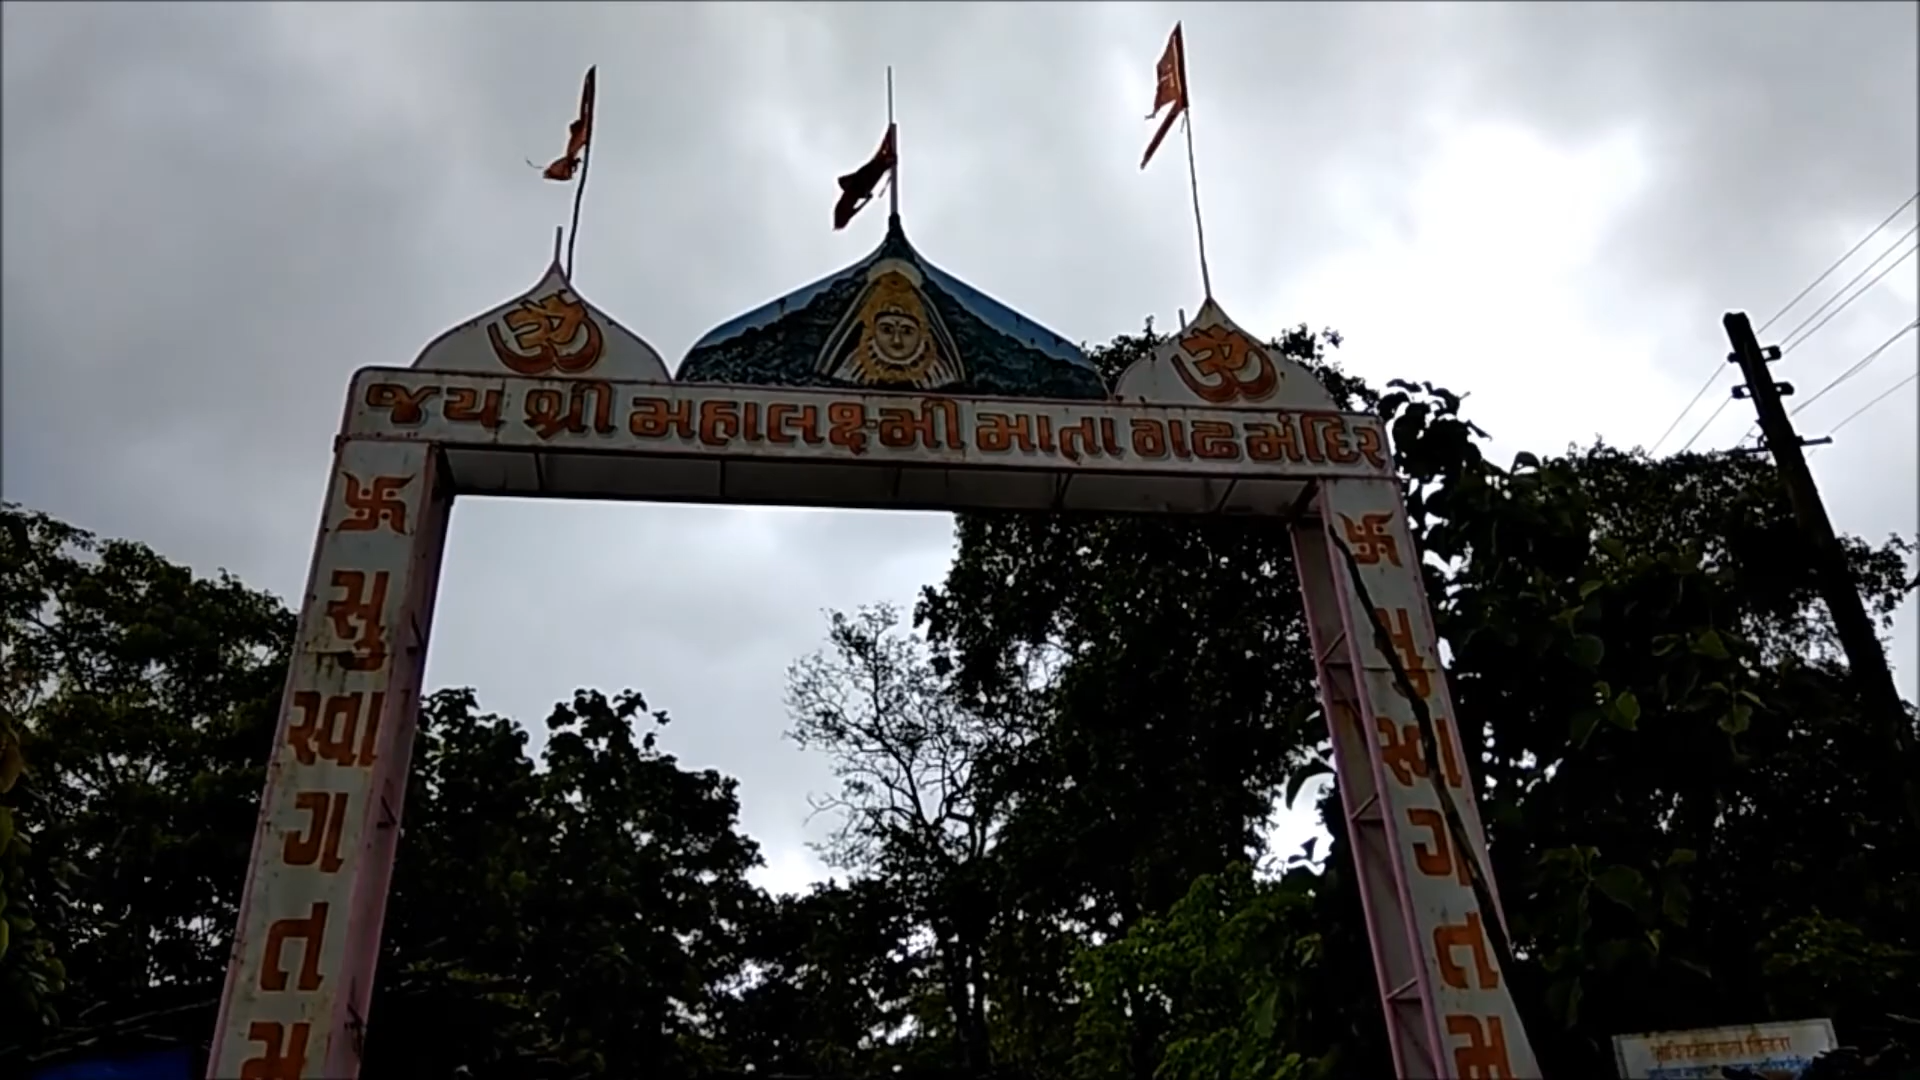 ॐ
ॐ
જય શ્રી મહાલક્ષ્મી માતા ગઢ મંદિર
સુ
સ્વા
ગ
ત
મ
સુ
સ્વા
ગ
ત
મ